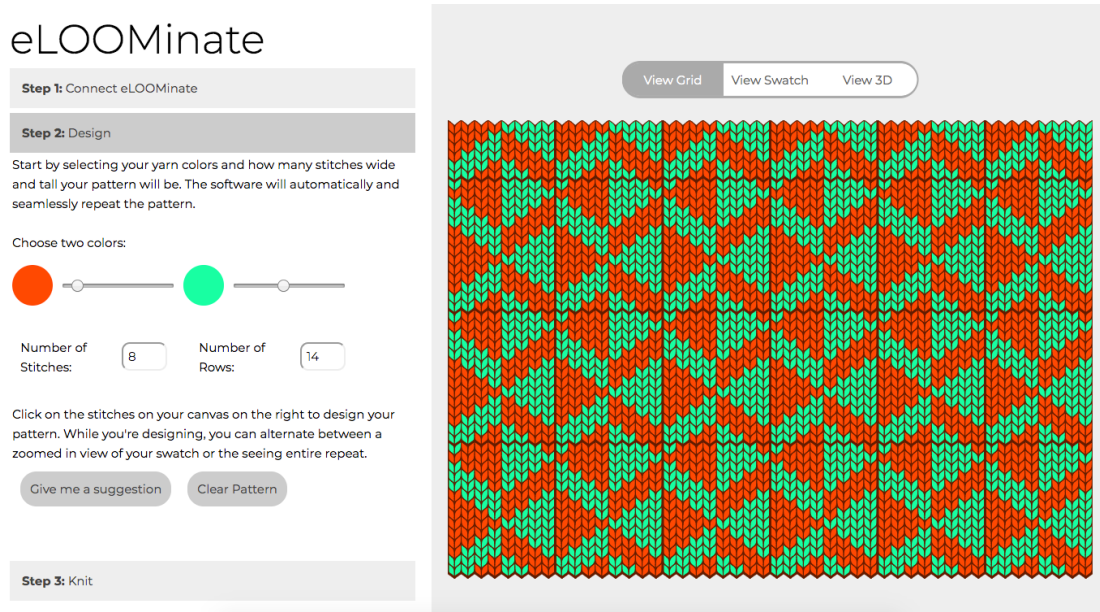 eLOOMinate
Step 1: Connect eLOOMinate
Step 2: Design
Start by selecting your yarn colors and how many stitches wide
and tall your pattern will be. The software will automatically and
seamlessly repeat the pattern.
Choose two colors:
Number of
Stitches:
8
Number of
Rows:
14
Click on the stitches on your canvas on the right to design your
pattern. While you're designing, you can alternate between a
zoomed in view of your swatch or the seeing entire repeat.
Give me a suggestion
Clear Pattern
Step 3: Knit
View Grid
View Swatch
View 3D